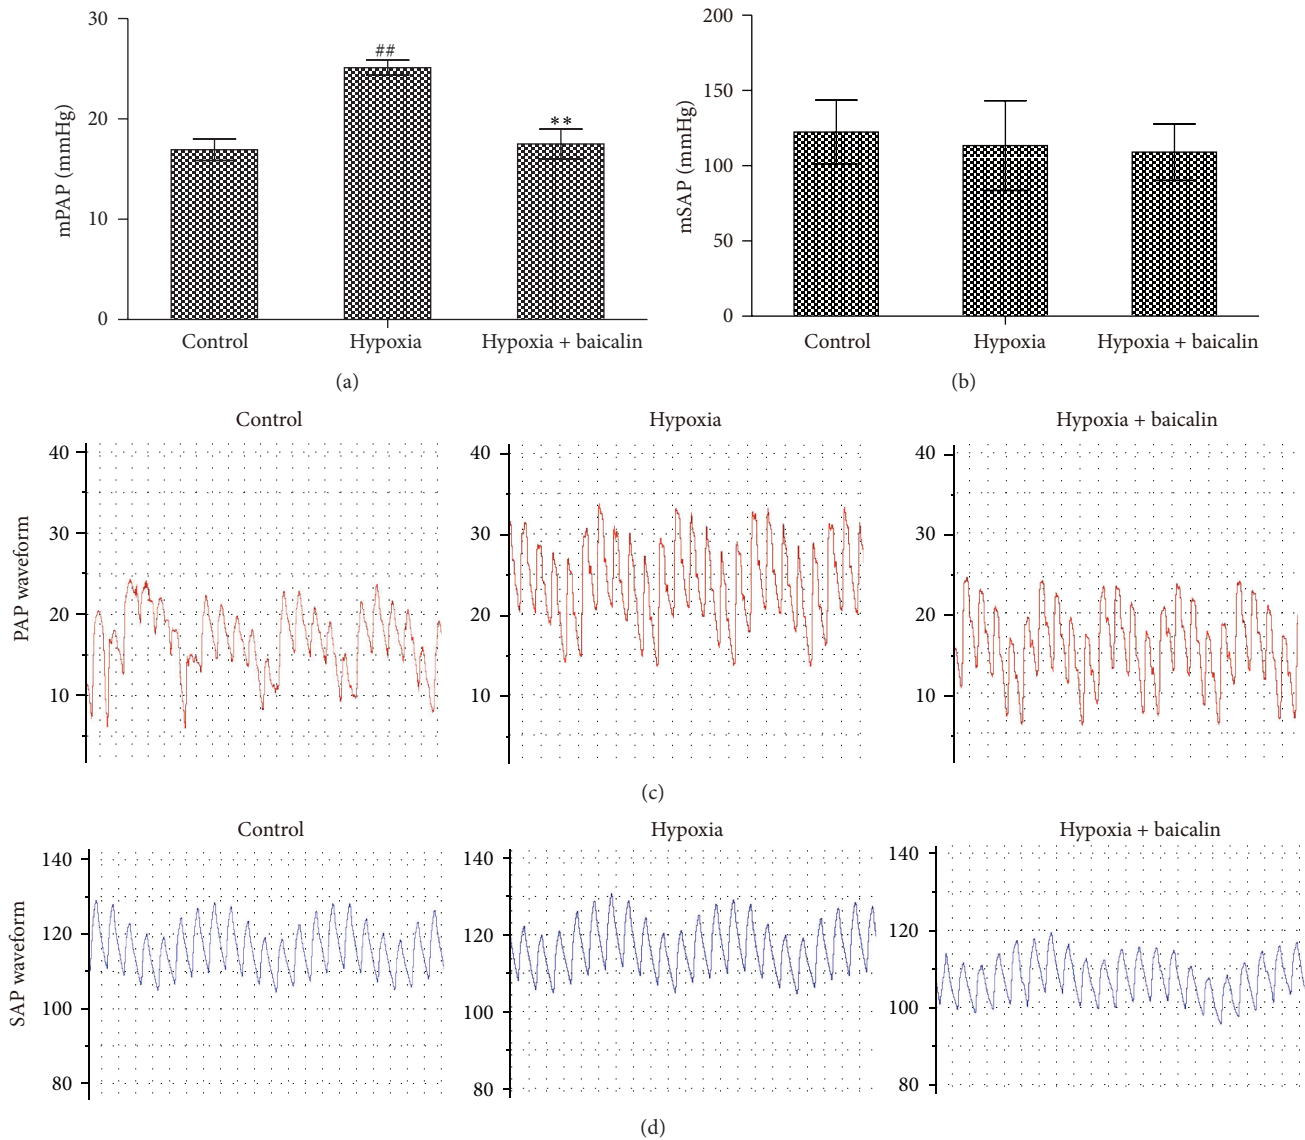 30
20
10
0
mPAP (mmHg)
##
**
Control
Hypoxia
Hypoxia + baicalin
(a)
200
150
100
50
0
mSAP (mmHg)
Control
Hypoxia
Hypoxia + baicalin
(b)
PAP waveform
Control
40
30
20
10
Hypoxia
40
30
20
10
Hypoxia + baicalin
40
30
20
10
(c)
SAP waveform
Control
140
120
100
80
Hypoxia
140
120
100
80
Hypoxia + baicalin
140
120
100
80
(d)